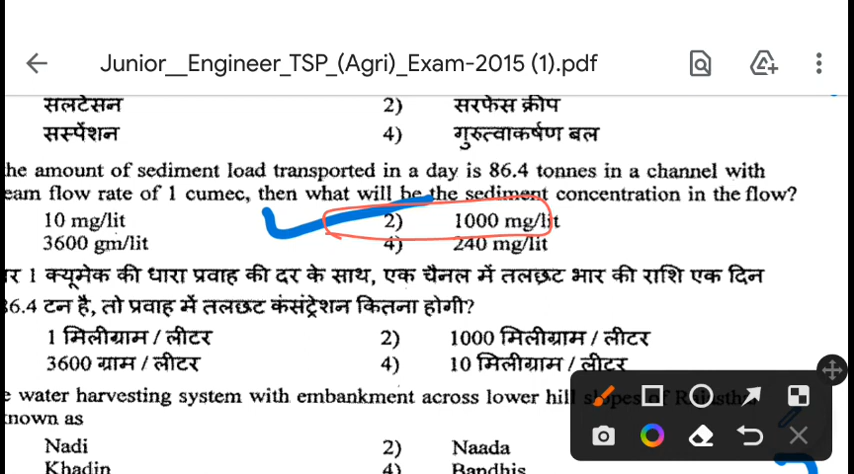 Junior__Engineer_TSP_(Agri)_Exam-2015 (1).pdf
सलटेसन 2) सरफेस क्रीप
सस्पेंशन 4) गुरुत्वाकर्षण बल
he amount of sediment load transported in a day is 86.4 tonnes in a channel with
eam flow rate of 1 cumec, then what will be the sediment concentration in the flow?
10 mg/lit 2) 1000 mg/lit
3600 gm/lit 4) 240 mg/lit
र 1 क्यूमेक की धारा प्रवाह की दर के साथ, एक चैनल में तलछट भार की राशि एक दिन
6.4 टन है, तो प्रवाह में तलछट कंसंट्रेशन कितना होगी?
1 मिलीग्राम / लीटर 2) 1000 मिलीग्राम / लीटर
3600 ग्राम / लीटर 4) 10 मिलीग्राम / लीटर
e water harvesting system with embankment across lower hill slopes of Rajasth
known as
Nadi 2) Naada
Khadin 4) Bandhis